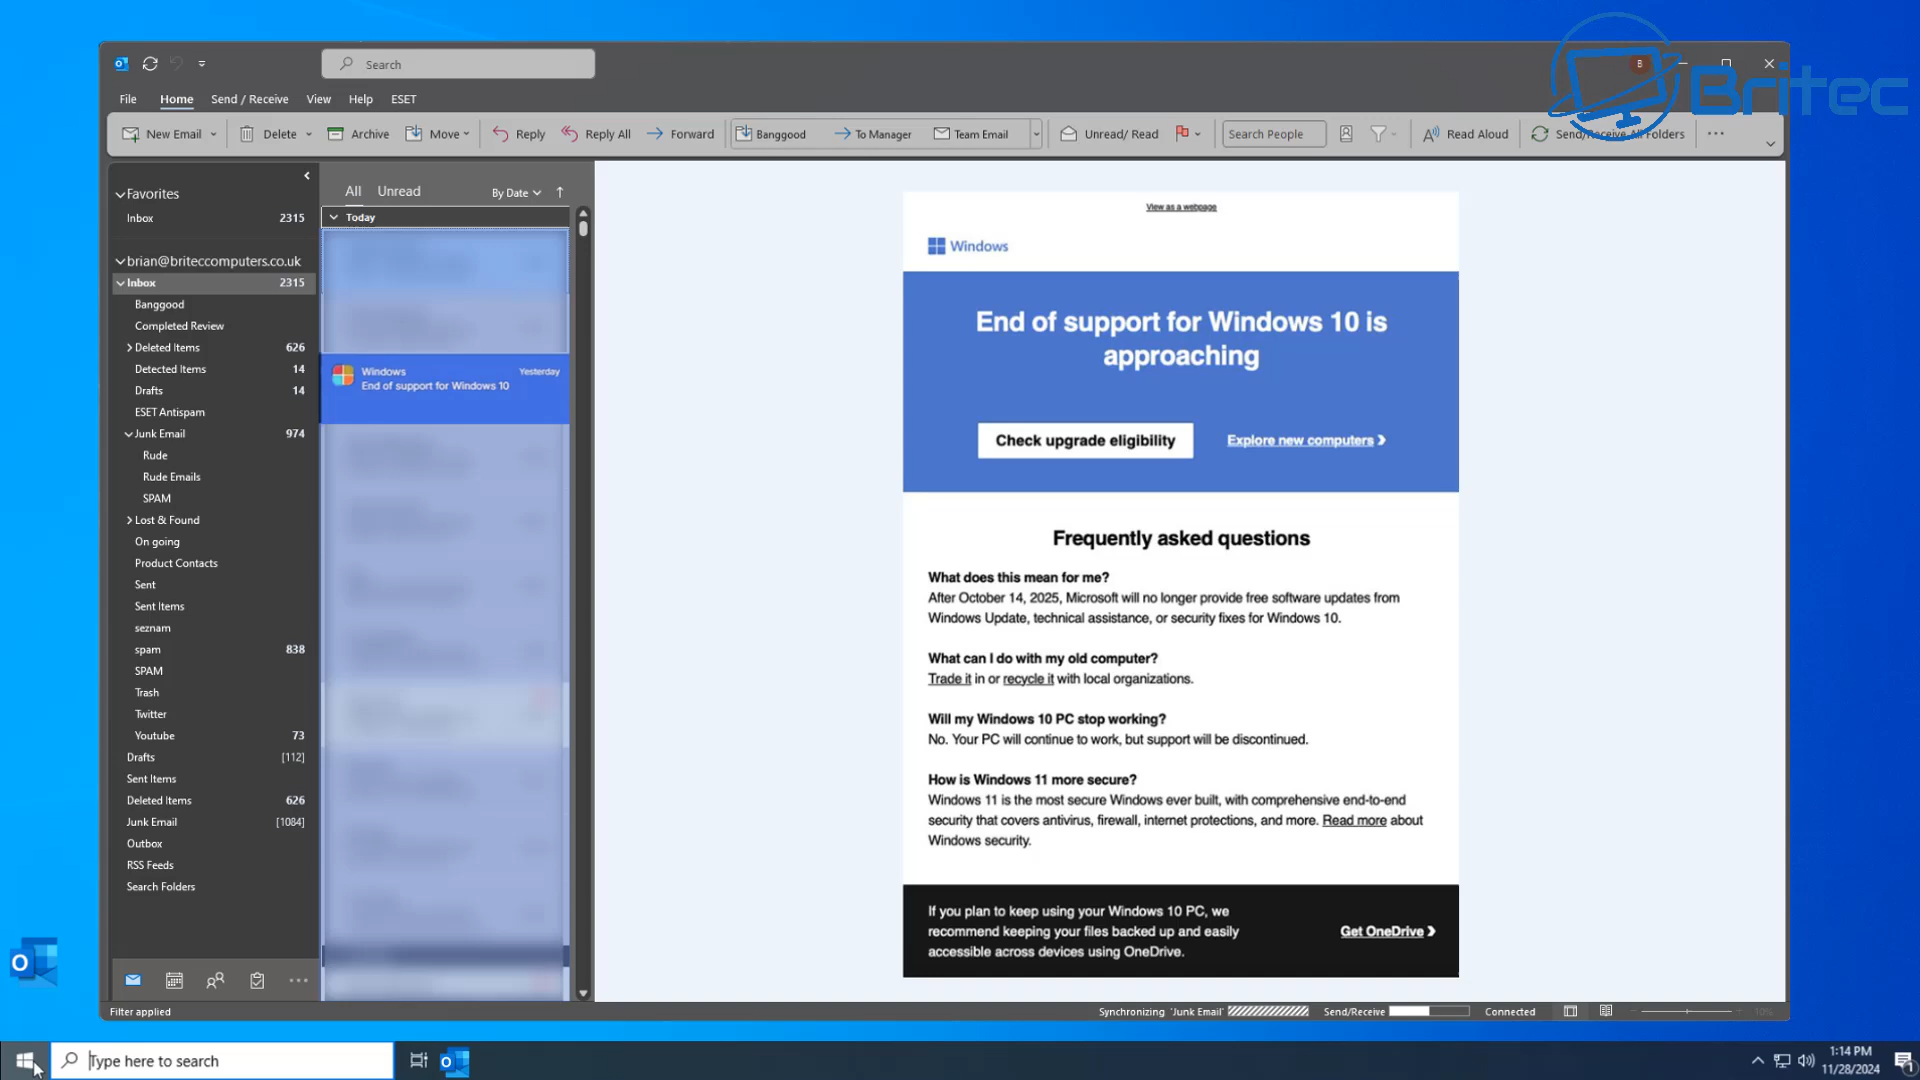 Search
B
Britec
File Home Send / Receive View Help ESET
New Email Delete Archive Move Reply Reply All Forward Banggood To Manager Team Email Unread/ Read Search People Read Aloud Send/Receive All Folders
Favorites
Inbox 2315
brian@briteccomputers.co.uk
Inbox 2315
Banggood
Completed Review
Deleted Items 626
Detected Items 14
Drafts 14
ESET Antispam
Junk Email 974
Rude
Rude Emails
SPAM
Lost & Found
On going
Product Contacts
Sent
Sent Items
seznam
spam 838
SPAM
Trash
Twitter
Youtube 73
Drafts [112]
Sent Items
Deleted Items 626
Junk Email [1084]
Outbox
RSS Feeds
Search Folders
All Unread By Date
Today
Windows Yesterday
End of support for Windows 10
View as a webpage
Windows
End of support for Windows 10 is
approaching
Check upgrade eligibility Explore new computers
Frequently asked questions
What does this mean for me?
After October 14, 2025, Microsoft will no longer provide free software updates from
Windows Update, technical assistance, or security fixes for Windows 10.
What can I do with my old computer?
Trade it in or recycle it with local organizations.
Will my Windows 10 PC stop working?
No. Your PC will continue to work, but support will be discontinued.
How is Windows 11 more secure?
Windows 11 is the most secure Windows ever built, with comprehensive end-to-end
security that covers antivirus, firewall, internet protections, and more. Read more about
Windows security.
If you plan to keep using your Windows 10 PC, we
recommend keeping your files backed up and easily
accessible across devices using OneDrive.
Get OneDrive
Filter applied
Synchronizing 'Junk Email' Send/Receive Connected 10%
Type here to search
1:14 PM
11/28/2024
1